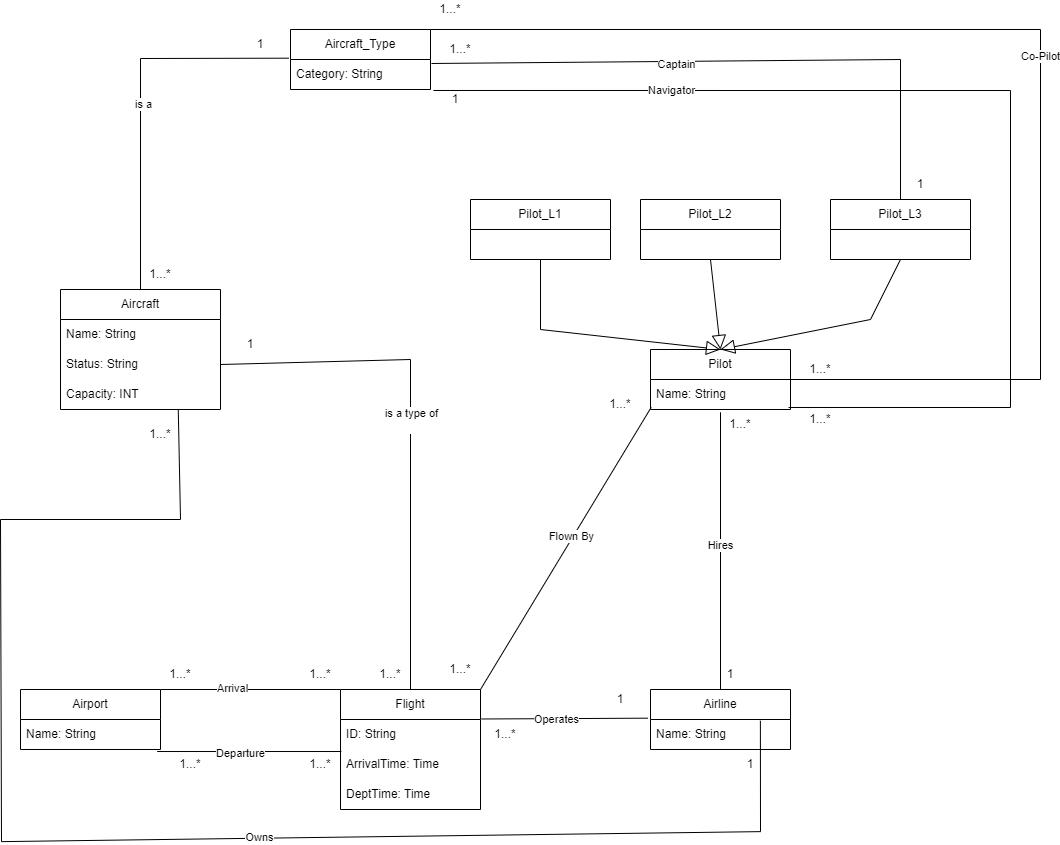 1...*
1
Aircraft_Type
1...*
Co-Pilot
Captain
Category: String
Navigator
1
is a
1
Pilot_L1
Pilot_L2
Pilot_L3
1...*
Aircraft
Name: String
1
Status: String
Pilot
1...*
Capacity: INT
Name: String
1...*
is a type of
1...*
1...*
1...*
Flown By
Hires
1...*
1...*
1...*
1...*
1
Arrival
1
Airport
Flight
Airline
Operates
Name: String
ID: String
1...*
Name: String
Departure
1...*
1...*
ArrivalTime: Time
1
DeptTime: Time
Owns